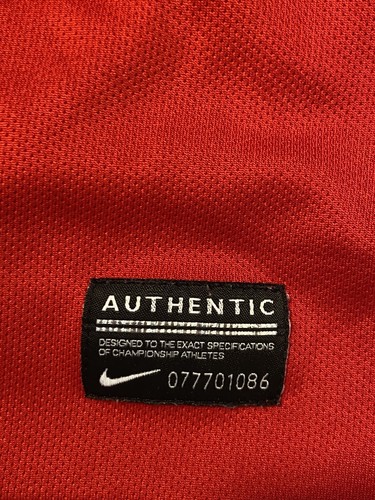 AUTHENTIC
DESIGNED TO THE EXACT SPECIFICATIONS
OF CHAMPIONSHIP ATHLETES
077701086